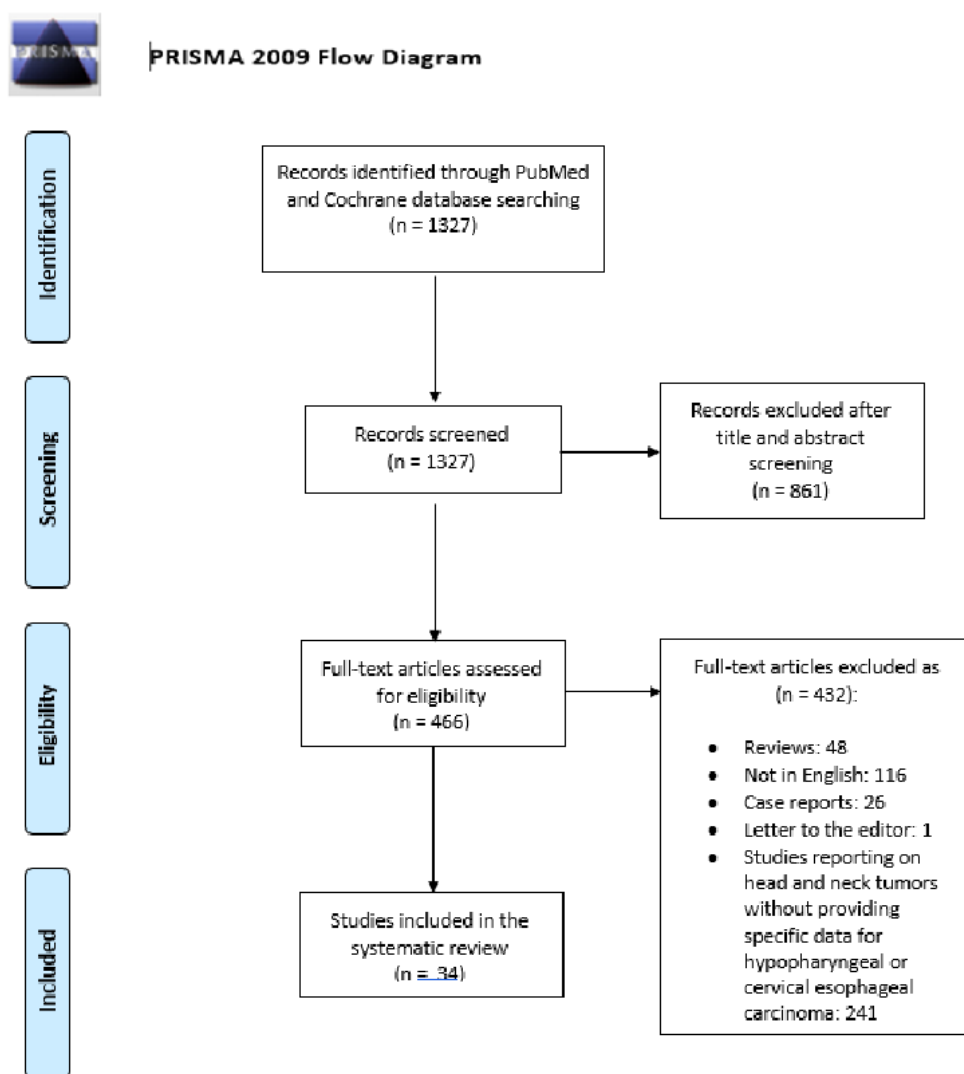 PRISMA
PRISMA 2009 Flow Diagram
Identification
Records identified through PubMed
and Cochrane database searching
(n = 1327)
Screening
Records screened
(n = 1327)
Records excluded after
title and abstract
screening
(n = 861)
Eligibility
Full-text articles assessed
for eligibility
(n = 466)
Full-text articles excluded as
(n = 432):
• Reviews: 48
• Not in English: 116
• Case reports: 26
• Letter to the editor: 1
• Studies reporting on
head and neck tumors
without providing
specific data for
hypopharyngeal or
cervical esophageal
carcinoma: 241
Included
Studies included in the
systematic review
(n = 34)